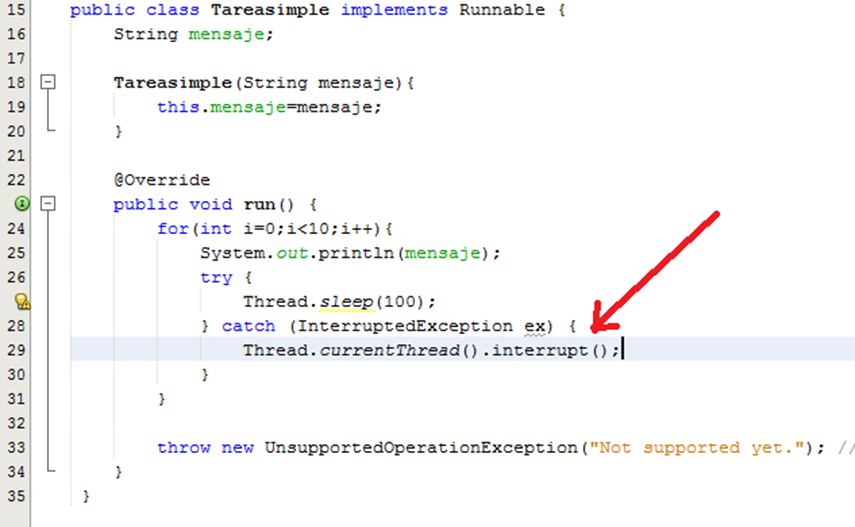 15 public class Tareasimple implements Runnable {
16 String mensaje;
17
18 Tareasimple(String mensaje){
19 this.mensaje=mensaje;
20 }
21
22 @Override
public void run() {
24 for(int i=0;i<10;i++){
25 System.out.println(mensaje);
26 try {
Thread.sleep(100);
28 } catch (InterruptedException ex) {
29 Thread.currentThread().interrupt();
30 }
31 }
32
33 throw new UnsupportedOperationException("Not supported yet."); //
34 }
35 }